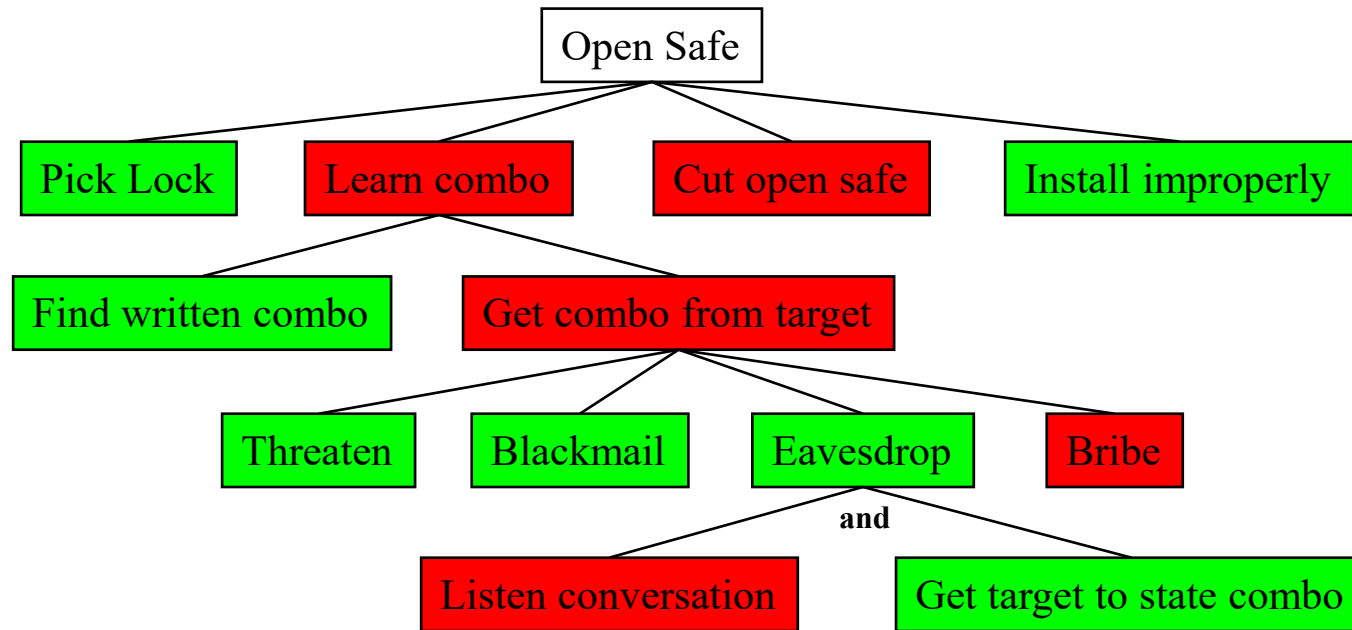 Open Safe
Pick Lock
Learn combo
Cut open safe
Install improperly
Find written combo
Get combo from target
Threaten
Blackmail
Eavesdrop
Bribe
and
Listen conversation
Get target to state combo